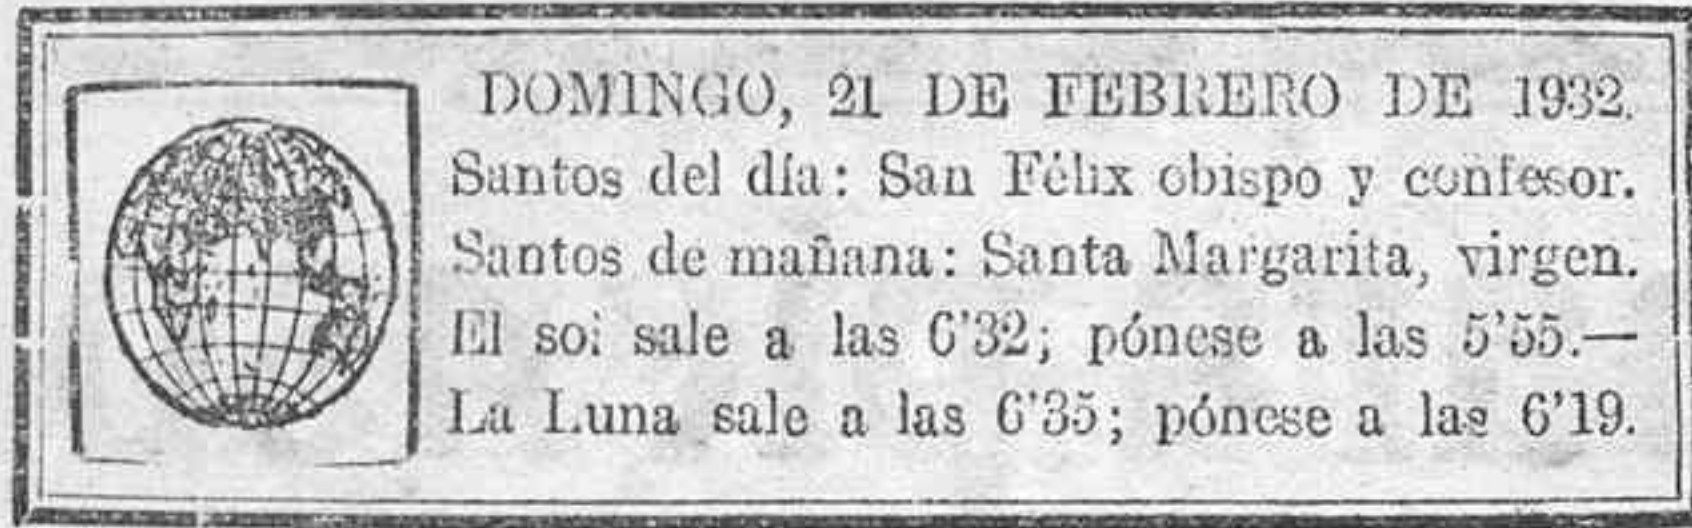 DOMINGO, 21 DE FEBRERO DE 1932.
Santos del día: San Félix obispo y confesor.
Santos de mañana: Santa Margarita, virgen.
El sol sale a las 6'32; pónese a las 5'55.—
La Luna sale a las 6'35; pónese a las 6'19.